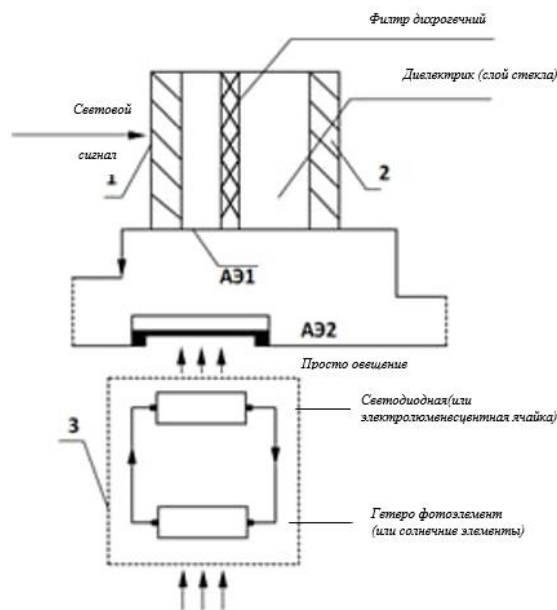 Филтр дихрогечний
Диелектрик (слой стекла)
Световой
сигнал
1
2
АЭ1
АЭ2
Просто овещение
Светодиодная(или
электролюменесцентная ячайка)
3
Гетеро фотоэлемент
(или солнечние элементы)